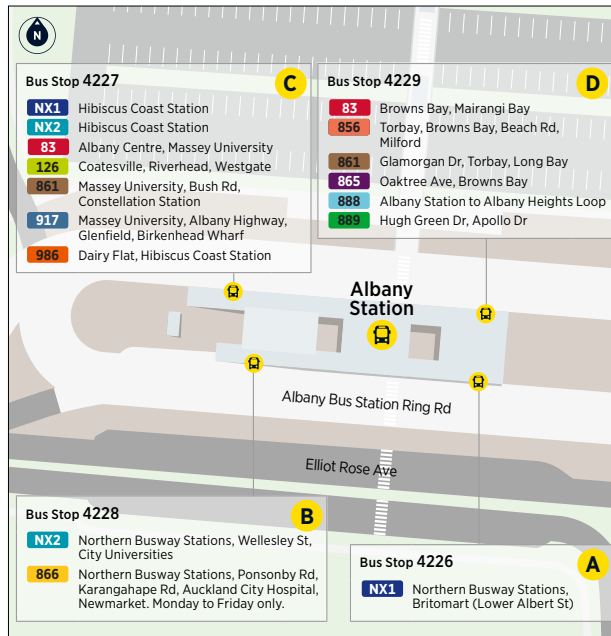 N
Bus Stop 4227
C
NX1 Hibiscus Coast Station
NX2 Hibiscus Coast Station
83 Albany Centre, Massey University
126 Coatesville, Riverhead, Westgate
861 Massey University, Bush Rd,
Constellation Station
917 Massey University, Albany Highway,
Glenfield, Birkenhead Wharf
986 Dairy Flat, Hibiscus Coast Station
Bus Stop 4229
D
83 Browns Bay, Mairangi Bay
856 Torbay, Browns Bay, Beach Rd,
Milford
861 Glamorgan Dr, Torbay, Long Bay
865 Oaktree Ave, Browns Bay
888 Albany Station to Albany Heights Loop
889 Hugh Green Dr, Apollo Dr
Albany
Station
Albany Bus Station Ring Rd
Elliot Rose Ave
Bus Stop 4228
B
NX2 Northern Busway Stations, Wellesley St,
City Universities
866 Northern Busway Stations, Ponsonby Rd,
Karangahape Rd, Auckland City Hospital,
Newmarket. Monday to Friday only.
Bus Stop 4226
A
NX1 Northern Busway Stations,
Britomart (Lower Albert St)